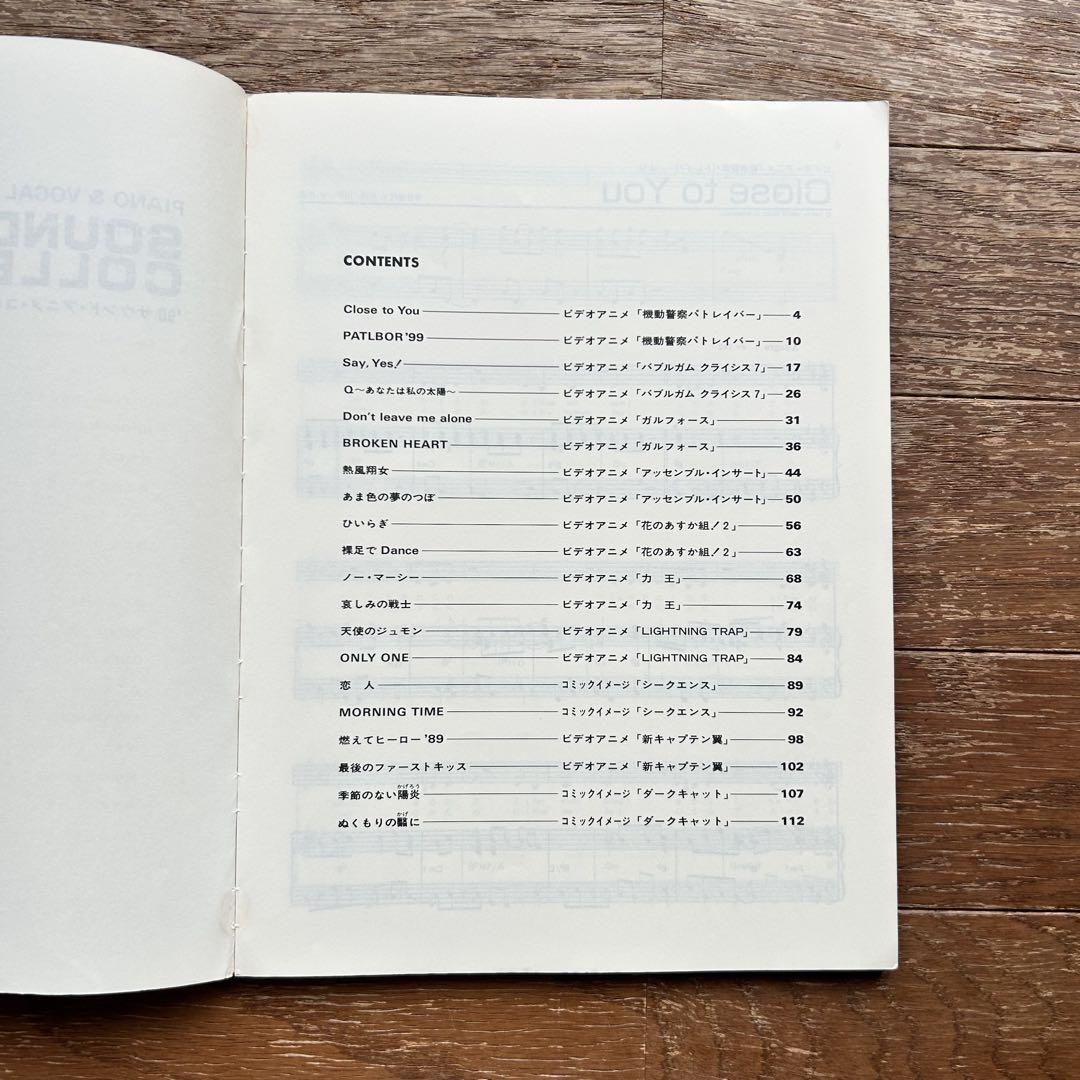 CONTENTS
Close to You ビデオアニメ「機動警察パトレイバー」 4
PATLBOR '99 ビデオアニメ「機動警察パトレイバー」 10
Say, Yes! ビデオアニメ「バブルガム クライシス7」 17
Q〜あなたは私の太陽〜 ビデオアニメ「バブルガム クライシス7」 26
Don't leave me alone ビデオアニメ「ガルフォース」 31
BROKEN HEART ビデオアニメ「ガルフォース」 36
熱風翔女 ビデオアニメ「アッセンブル・インサート」 44
あま色の夢のつぼ ビデオアニメ「アッセンブル・インサート」 50
ひいらぎ ビデオアニメ「花のあすか組!2」 56
裸足で Dance ビデオアニメ「花のあすか組!2」 63
ノー・マーシー ビデオアニメ「力 王」 68
哀しみの戦士 ビデオアニメ「力 王」 74
天使のジュモン ビデオアニメ「LIGHTNING TRAP」 79
ONLY ONE ビデオアニメ「LIGHTNING TRAP」 84
恋 人 コミックイメージ「シークエンス」 89
MORNING TIME コミックイメージ「シークエンス」 92
燃えてヒーロー '89 ビデオアニメ「新キャプテン翼」 98
最後のファーストキッス ビデオアニメ「新キャプテン翼」 102
季節のない陽炎 コミックイメージ「ダークキャット」 107
ぬくもりの翳に コミックイメージ「ダークキャット」 112
PIANO & VOCAL
SOUND
COLLE
'90 サウンド・アニメ・コ
Close to You